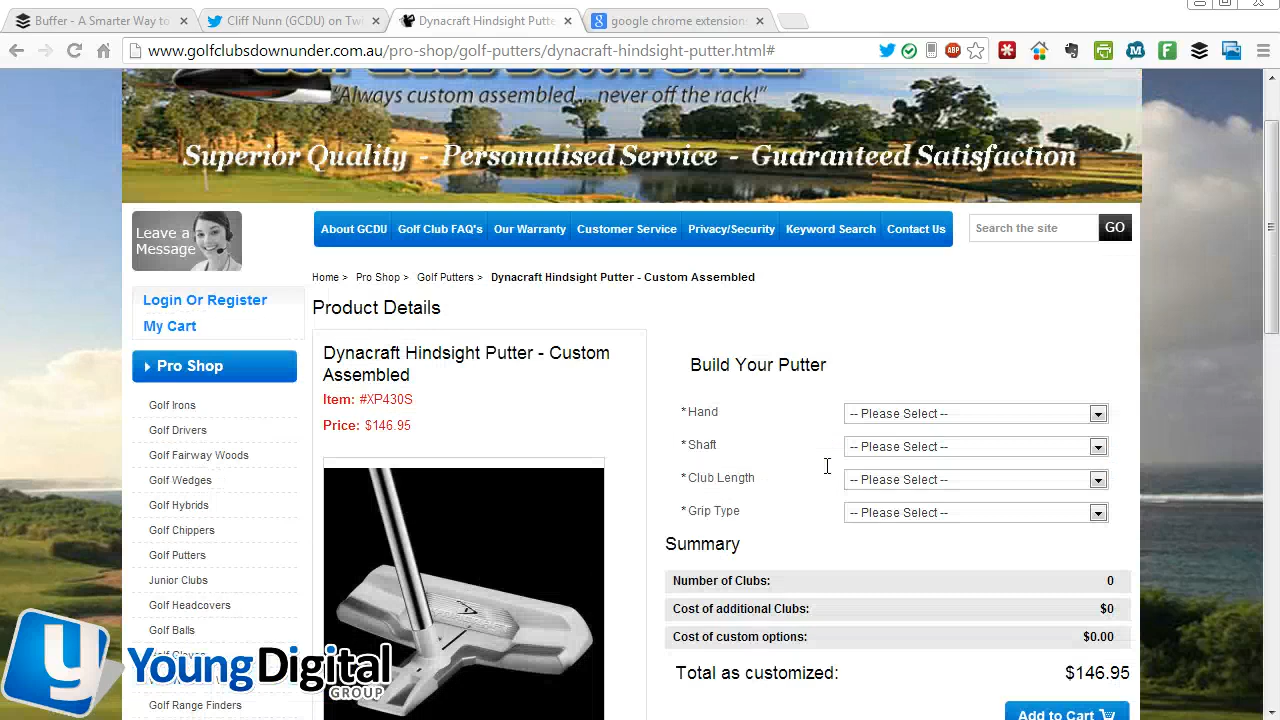 Buffer - A Smarter Way to
Cliff Nunn (GCDU) on Tw
Dynacraft Hindsight Putte
google chrome extensions
www.golfclubsdownunder.com.au/pro-shop/golf-putters/dynacraft-hindsight-putter.html#
"Always custom assembled... never off the rack!"
Superior Quality - Personalised Service - Guaranteed Satisfaction
Leave a
Message
About GCDU
Golf Club FAQ's
Our Warranty
Customer Service
Privacy/Security
Keyword Search
Contact Us
Search the site
GO
Home > Pro Shop > Golf Putters > Dynacraft Hindsight Putter - Custom Assembled
Login Or Register
My Cart
Pro Shop
Golf Irons
Golf Drivers
Golf Fairway Woods
Golf Wedges
Golf Hybrids
Golf Chippers
Golf Putters
Junior Clubs
Golf Headcovers
Golf Balls
Golf Range Finders
Product Details
Dynacraft Hindsight Putter - Custom
Assembled
Item: #XP430S
Price: $146.95
Build Your Putter
*Hand -- Please Select --
*Shaft -- Please Select --
*Club Length -- Please Select --
*Grip Type -- Please Select --
Summary
Number of Clubs: 0
Cost of additional Clubs: $0
Cost of custom options: $0.00
Total as customized: $146.95
Add to Cart
y YoungDigital
GROUP